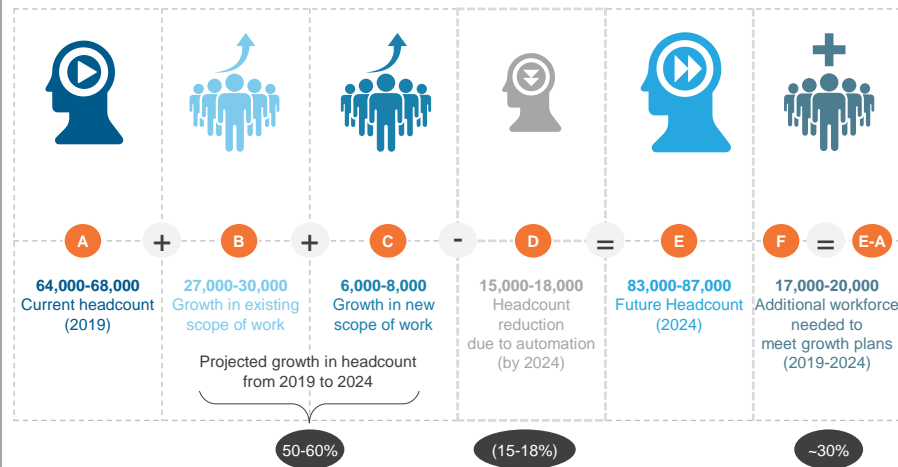 A
+
B
+
C
-
D
=
E
F
=
E-A
64,000-68,000
Current headcount
(2019)
27,000-30,000
Growth in existing
scope of work
6,000-8,000
Growth in new
scope of work
15,000-18,000
Headcount
reduction
due to automation
(by 2024)
83,000-87,000
Future Headcount
(2024)
17,000-20,000
Additional workforce
needed to
meet growth plans
(2019-2024)
Projected growth in headcount
from 2019 to 2024
50-60%
(15-18%)
~30%